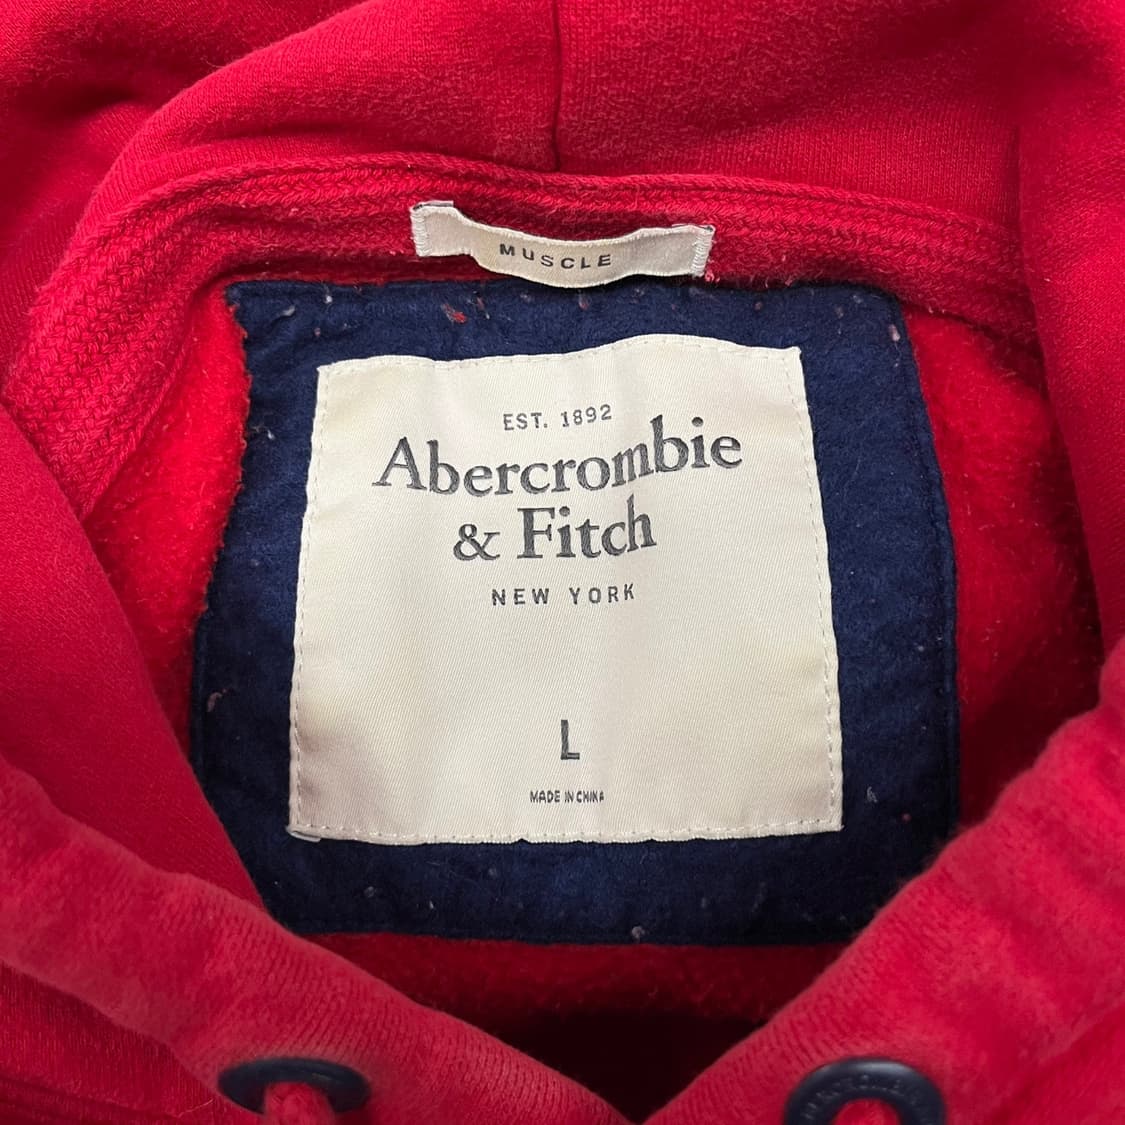 MUSCLE
EST. 1892
Abercrombie
& Fitch
NEW YORK
L
MADE IN CHINA